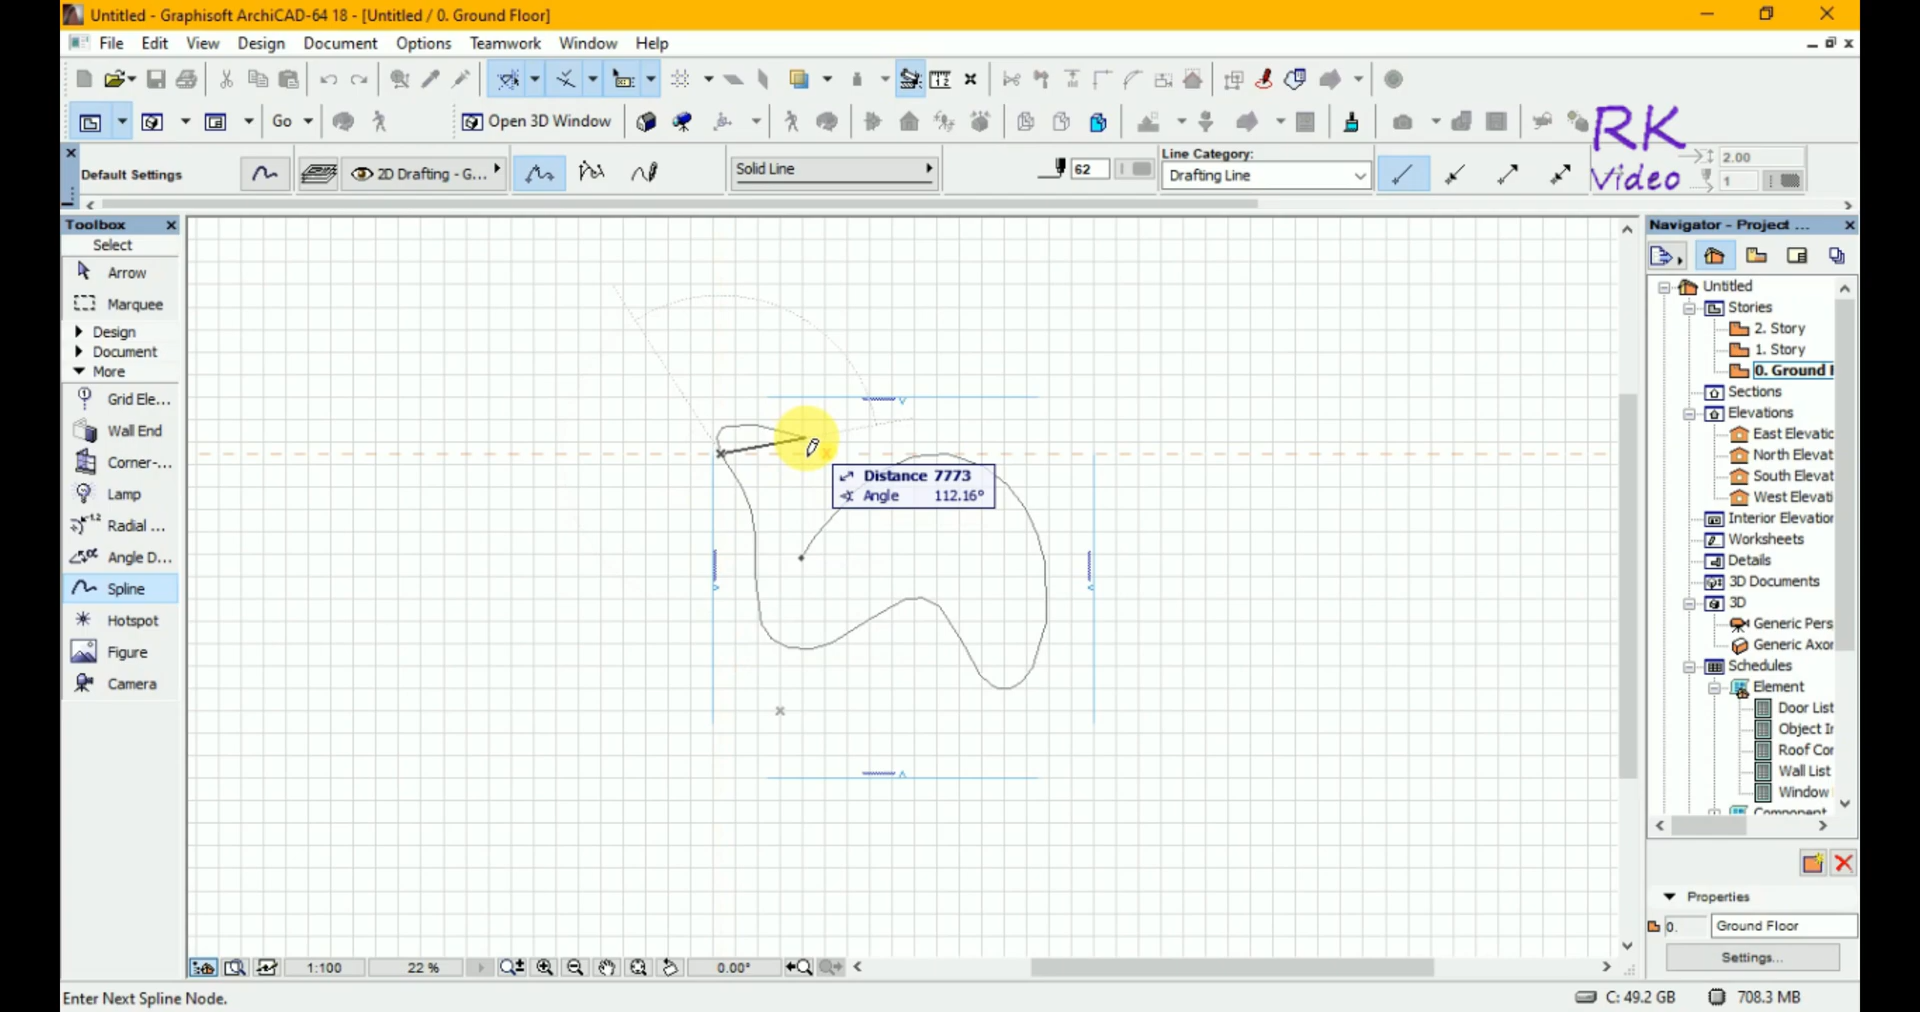 Untitled - Graphisoft ArchiCAD-64 18 - [Untitled / 0. Ground Floor]
File Edit View Design Document Options Teamwork Window Help
Go
Open 3D Window
RK
Video
Default Settings
2D Drafting - G...
Solid Line
62
Line Category:
Drafting Line
2.00
1
Toolbox
Select
Arrow
Marquee
Design
Document
More
Grid Ele...
Wall End
Corner-...
Lamp
Radial ...
Angle D...
Spline
Hotspot
Figure
Camera
Distance 7773
Angle 112.16°
Navigator - Project ...
Untitled
Stories
2. Story
1. Story
0. Ground
Sections
Elevations
East Elevatic
North Elevat
South Elevat
West Elevati
Interior Elevation
Worksheets
Details
3D Documents
3D
Generic Pers
Generic Axor
Schedules
Element
Door List
Object Ir
Roof Cor
Wall List
Window
Component
Properties
0.
Ground Floor
Settings...
1:100
22 %
0.00°
Enter Next Spline Node.
C: 49.2 GB
708.3 MB